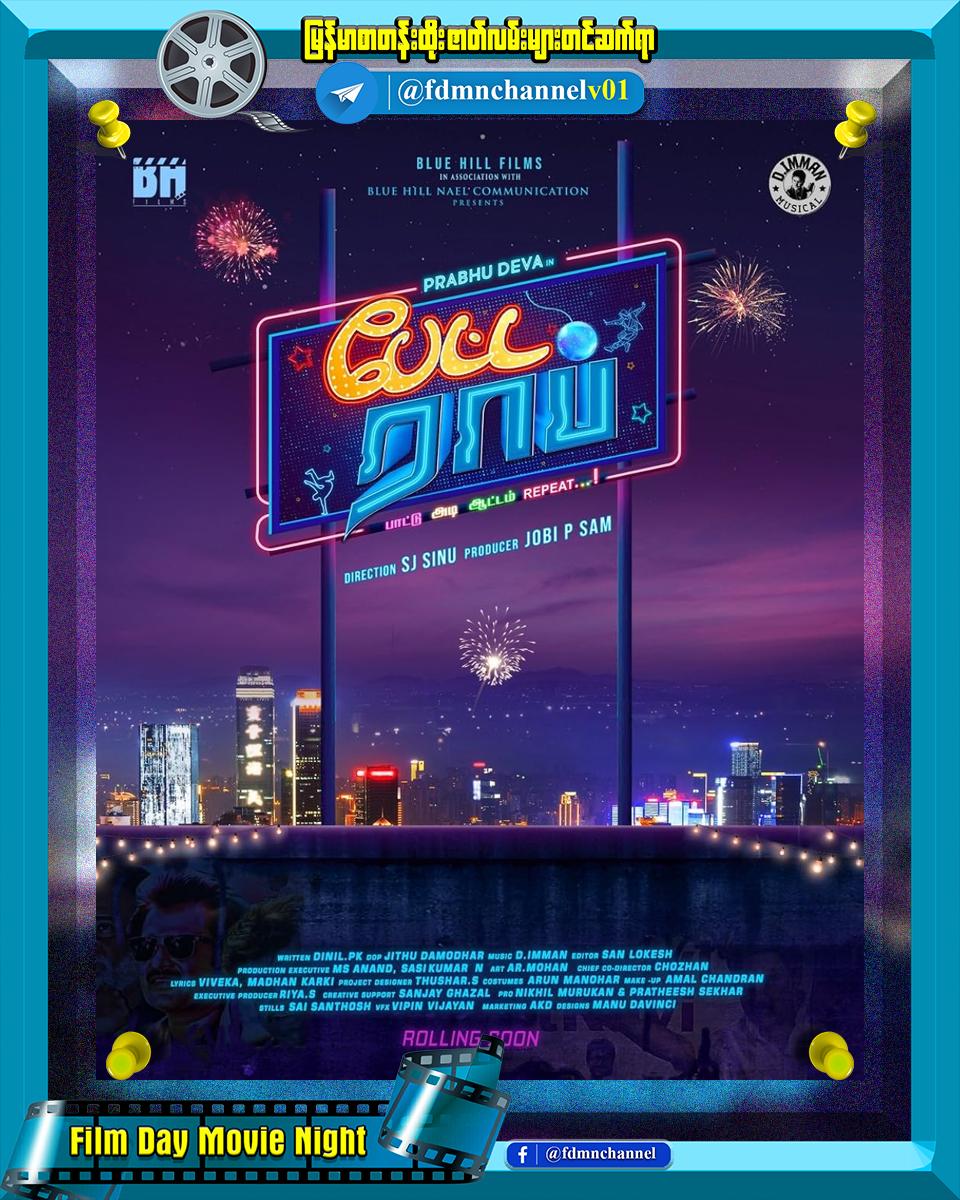 မြန်မာစာတန်းထိုးဇာတ်လမ်းများတင်ဆက်ရာ
@fdmnchannelv01
BM
FILMS
BLUE HILL FILMS
IN ASSOCIATION WITH
BLUE HILL NAEL COMMUNICATION
PRESENTS
D.IMMAN
MUSICAL
PRABHU DEVA IN
பேட்ட
ராப்
பாட்டு அடி ஆட்டம் REPEAT...!
DIRECTION SJ SINU PRODUCER JOBI P SAM
WRITTEN DINIL.PK DOP JITHU DAMODHAR MUSIC D.IMMAN EDITOR SAN LOKESH
PRODUCTION EXECUTIVE MS ANAND, SASIKUMAR N ART AR.MOHAN CHIEF CO-DIRECTOR CHOZHAN
LYRICS VIVEKA, MADHAN KARKI PROJECT DESIGNER THUSHAR.S COSTUMES ARUN MANOHAR MAKE-UP AMAL CHANDRAN
EXECUTIVE PRODUCER RIYA.S CREATIVE SUPPORT SANJAY GHAZAL PRO NIKHIL MURUKAN & PRATHEESH SEKHAR
STILLS SAI SANTHOSH VFX VIPIN VIJAYAN MARKETING AKD DESIGNS MANU DAVINCI
ROLLING SOON
Film Day Movie Night
@fdmnchannel